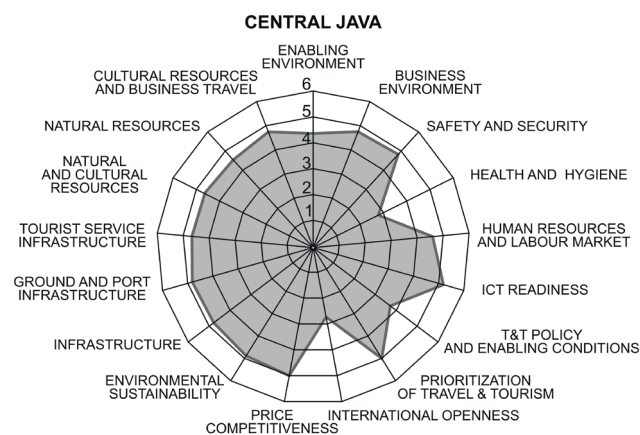 CENTRAL JAVA
ENABLING
ENVIRONMENT
BUSINESS
ENVIRONMENT
SAFETY AND SECURITY
HEALTH AND HYGIENE
HUMAN RESOURCES
AND LABOUR MARKET
ICT READINESS
T&T POLICY
AND ENABLING CONDITIONS
PRIORITIZATION
OF TRAVEL & TOURISM
INTERNATIONAL OPENNESS
PRICE
COMPETITIVENESS
ENVIRONMENTAL
SUSTAINABILITY
INFRASTRUCTURE
GROUND AND PORT
INFRASTRUCTURE
TOURIST SERVICE
INFRASTRUCTURE
NATURAL
AND CULTURAL
RESOURCES
NATURAL RESOURCES
CULTURAL RESOURCES
AND BUSINESS TRAVEL
6
5
4
3
2
1